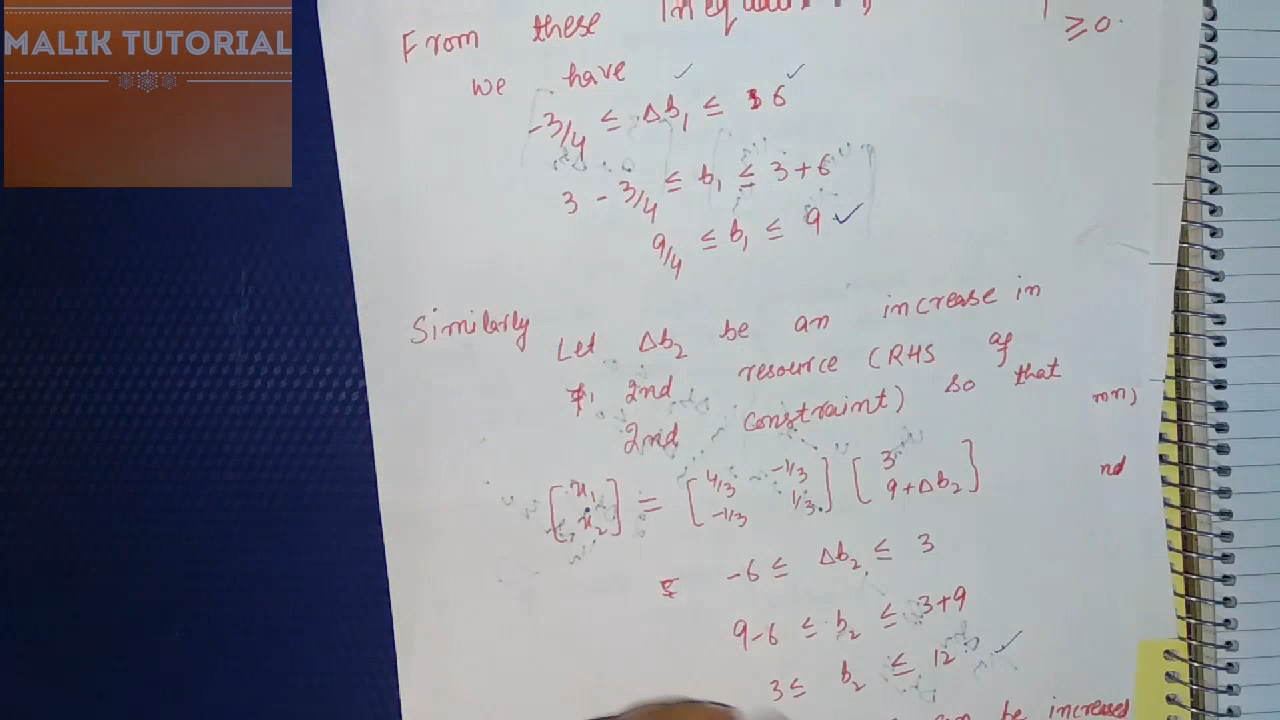 MALIK TUTORIAL
From these
≥ 0.
we have
-3/4 ≤ Δb₁ ≤ 6
3 - 3/4 ≤ b₁ ≤ 3+6
9/4 ≤ b₁ ≤ 9
Similarly Let Δb₂ be an increase in
2nd resource (RHS of
2nd constraint) so that
[x₁ x₂] = [4/3 -1/3 -1/3 1/3] [3 9+Δb₂]
nd
-6 ≤ Δb₂ ≤ 3
9-6 ≤ b₂ ≤ 3+9
3 ≤ b₂ ≤ 12
be increased